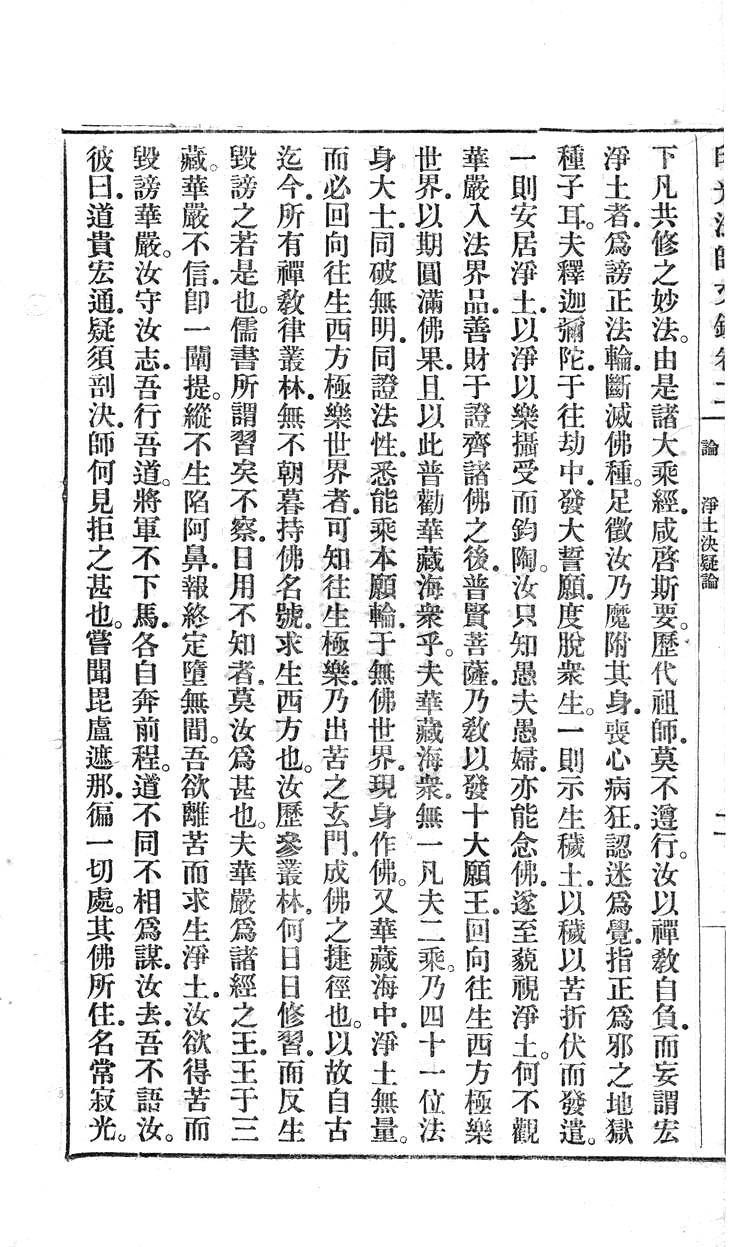 印光法師文鈔卷二 論 淨土決疑論 二
下凡共修之妙法。由是諸大乘經。咸啓斯要。歷代祖師。莫不遵行。汝以禪敎自負。而妄謂宏
淨土者。爲謗正法輪。斷滅佛種。足徵汝乃魔附其身。喪心病狂。認迷爲覺。指正爲邪之地獄
種子耳。夫釋迦彌陀。于往劫中。發大誓願。度脫衆生。一則示生穢土。以穢以苦折伏而發遣。
一則安居淨土。以淨以樂攝受而鈞陶。汝只知愚夫愚婦。亦能念佛。遂至藐視淨土。何不觀
華嚴入法界品。善財于證齊諸佛之後。普賢菩薩。乃敎以發十大願王。回向往生西方極樂
世界。以期圓滿佛果。且以此普勸華藏海衆乎。夫華藏海衆。無一凡夫二乘。乃四十一位法
身大士。同破無明。同證法性。悉能乘本願輪。于無佛世界。現身作佛。又華藏海中。淨土無量。
而必回向往生西方極樂世界者。可知往生極樂。乃出苦之玄門。成佛之捷徑也。以故自古
迄今。所有禪敎律叢林。無不朝暮持佛名號。求生西方也。汝歷參叢林。何日日修習。而反生
毀謗之若是也。儒書所謂習矣不察。日用不知者。莫汝爲甚也。夫華嚴爲諸經之王。王于三
藏。華嚴不信。卽一闡提。縱不生陷阿鼻。報終定墮無間。吾欲離苦而求生淨土。汝欲得苦而
毀謗華嚴。汝守汝志。吾行吾道。將軍不下馬。各自奔前程。道不同不相爲謀。汝去。吾不語汝。
彼曰。道貴宏通。疑須剖決。師何見拒之甚也。嘗聞毘盧遮那。徧一切處。其佛所住。名常寂光。